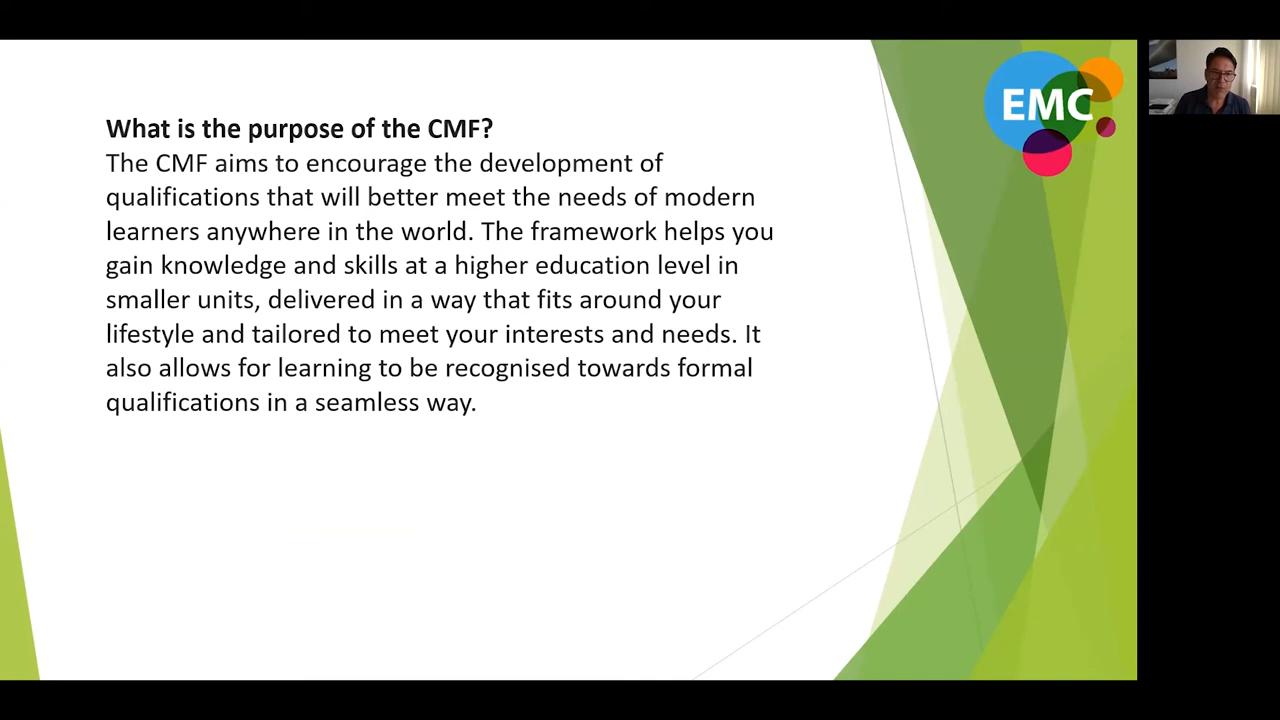 What is the purpose of the CMF?
The CMF aims to encourage the development of
qualifications that will better meet the needs of modern
learners anywhere in the world. The framework helps you
gain knowledge and skills at a higher education level in
smaller units, delivered in a way that fits around your
lifestyle and tailored to meet your interests and needs. It
also allows for learning to be recognised towards formal
qualifications in a seamless way.
EMC